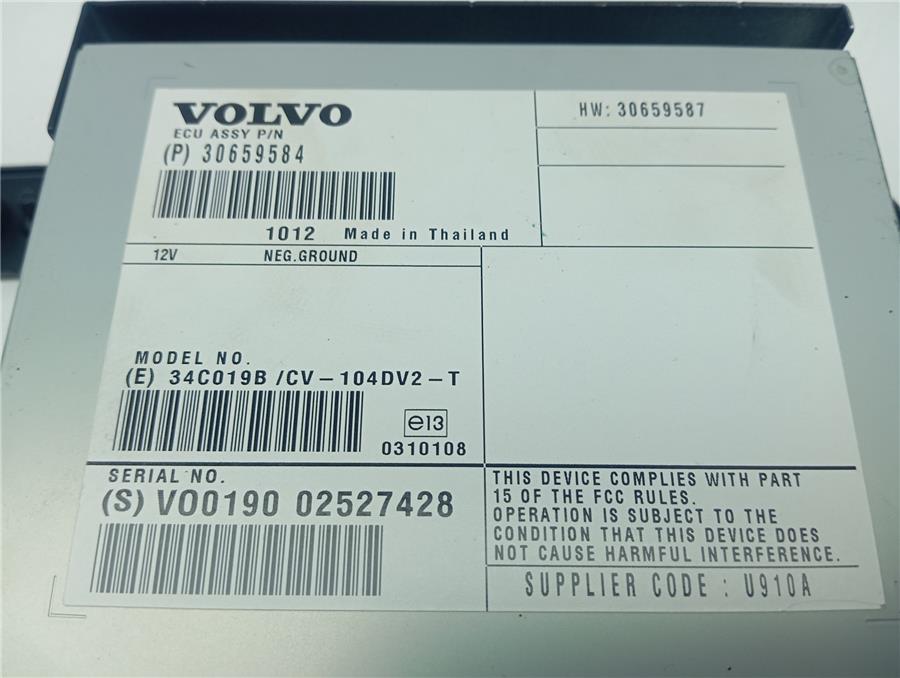 VOLVO
ECU ASSY P/N
(P) 30659584
1012 Made in Thailand
HW: 30659587
12V NEG.GROUND
MODEL NO.
(E) 34C019B /CV-104DV2-T
e13
0310108
SERIAL NO.
(S) VO0190 02527428
THIS DEVICE COMPLIES WITH PART
15 OF THE FCC RULES.
OPERATION IS SUBJECT TO THE
CONDITION THAT THIS DEVICE DOES
NOT CAUSE HARMFUL INTERFERENCE.
SUPPLIER CODE : U910A